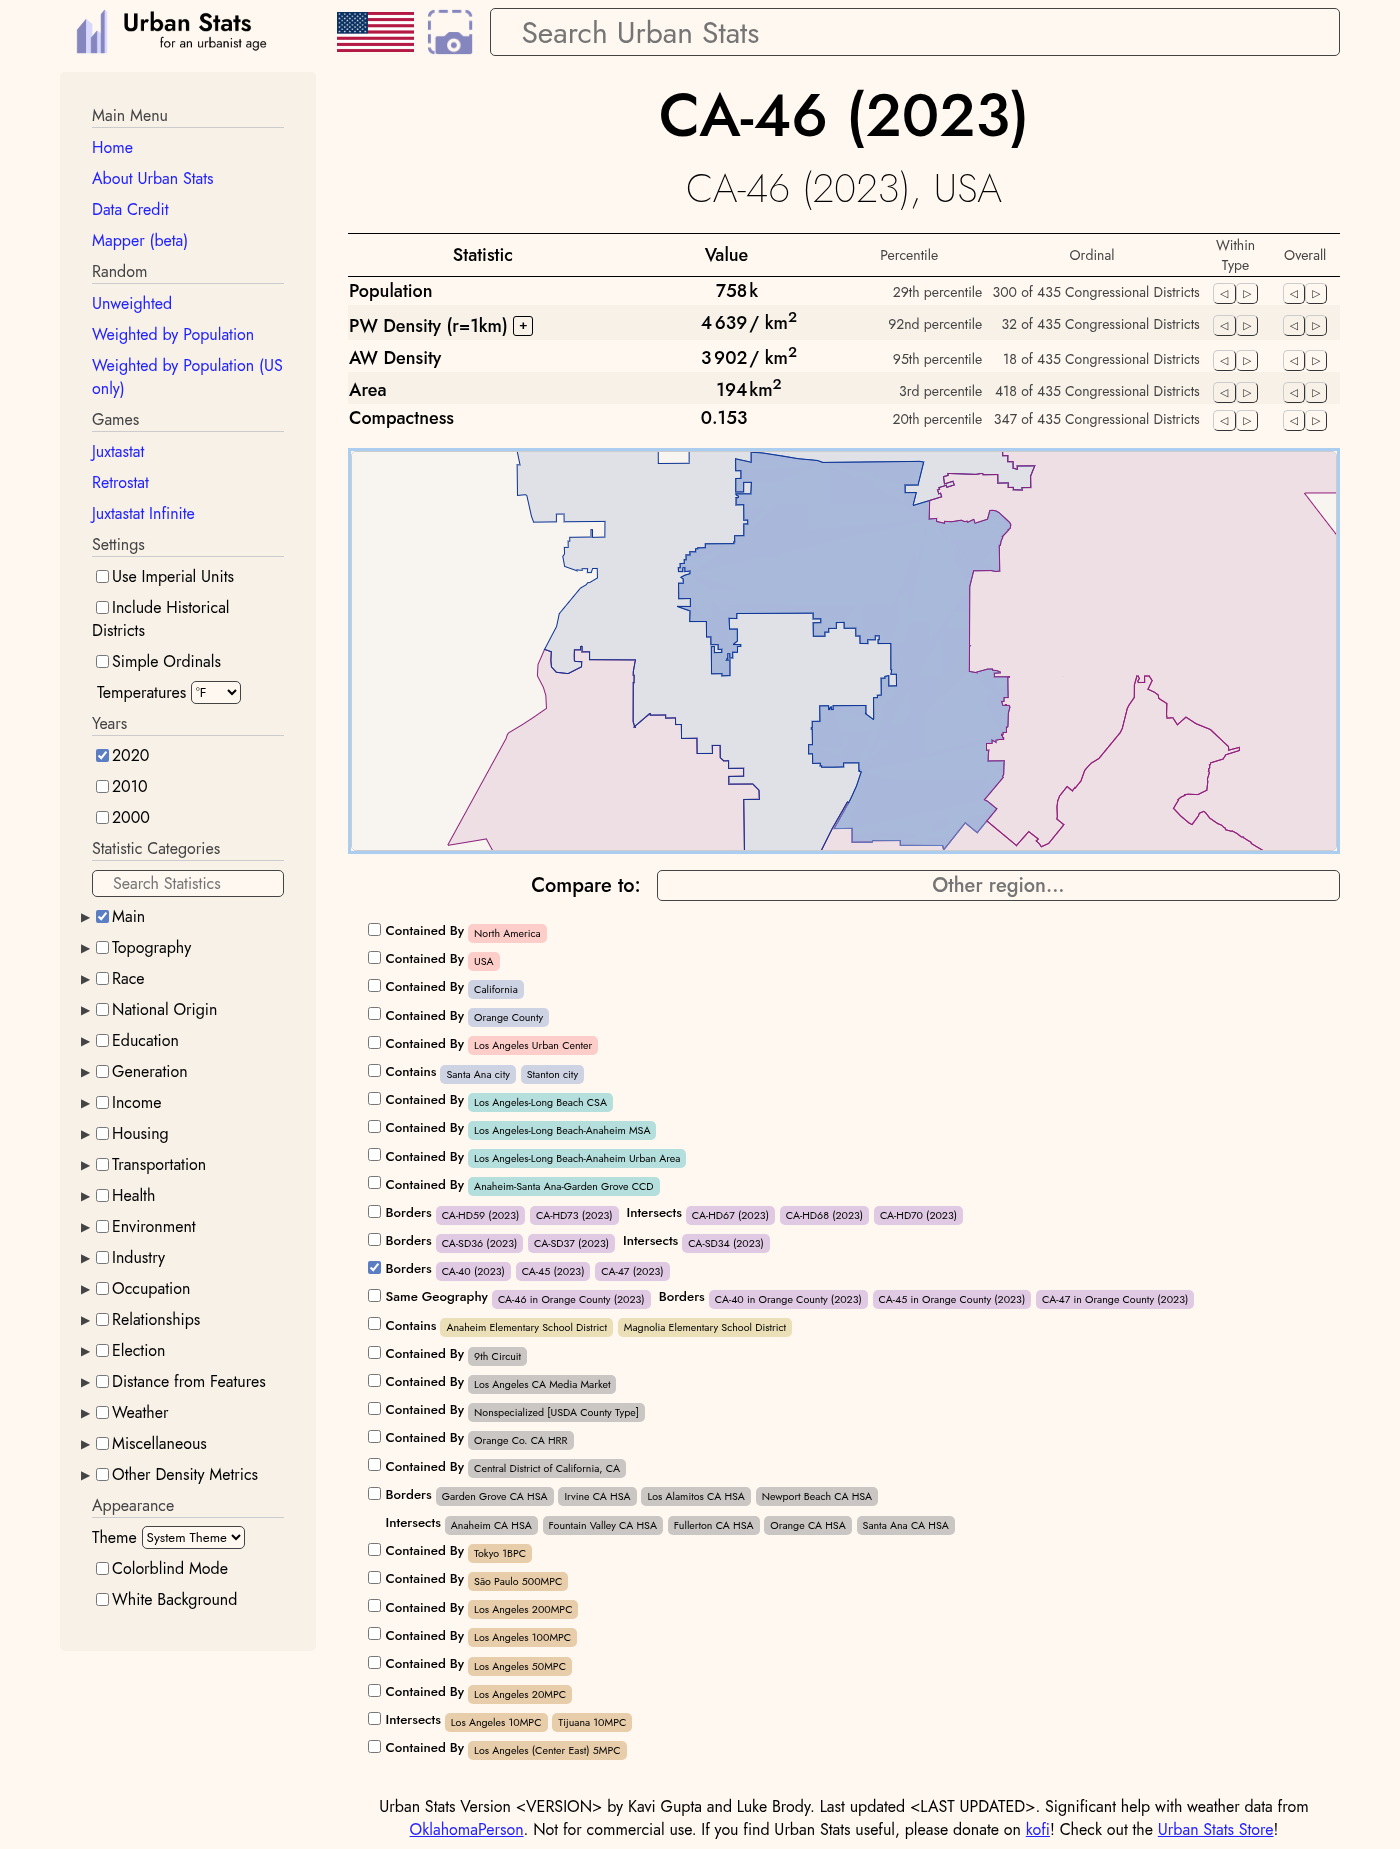 Urban Stats
for an urbanist age
Search Urban Stats
Main Menu
Home
About Urban Stats
Data Credit
Mapper (beta)
Random
Unweighted
Weighted by Population
Weighted by Population (US
only)
Games
Juxtastat
Retrostat
Juxtastat Infinite
Settings
Use Imperial Units
Include Historical
Districts
Simple Ordinals
Temperatures °F
Years
2020
2010
2000
Statistic Categories
Search Statistics
Main
Topography
Race
National Origin
Education
Generation
Income
Housing
Transportation
Health
Environment
Industry
Occupation
Relationships
Election
Distance from Features
Weather
Miscellaneous
Other Density Metrics
Appearance
Theme System Theme
Colorblind Mode
White Background
CA-46 (2023)
CA-46 (2023), USA
Statistic Value Percentile Ordinal Within Type Overall
Population 758k 29th percentile 300 of 435 Congressional Districts
PW Density (r=1km) + 4 639/ km² 92nd percentile 32 of 435 Congressional Districts
AW Density 3 902/ km² 95th percentile 18 of 435 Congressional Districts
Area 194km² 3rd percentile 418 of 435 Congressional Districts
Compactness 0.153 20th percentile 347 of 435 Congressional Districts
Compare to: Other region...
Contained By North America
Contained By USA
Contained By California
Contained By Orange County
Contained By Los Angeles Urban Center
Contains Santa Ana city Stanton city
Contained By Los Angeles-Long Beach CSA
Contained By Los Angeles-Long Beach-Anaheim MSA
Contained By Los Angeles-Long Beach-Anaheim Urban Area
Contained By Anaheim-Santa Ana-Garden Grove CCD
Borders CA-HD59 (2023) CA-HD73 (2023) Intersects CA-HD67 (2023) CA-HD68 (2023) CA-HD70 (2023)
Borders CA-SD36 (2023) CA-SD37 (2023) Intersects CA-SD34 (2023)
Borders CA-40 (2023) CA-45 (2023) CA-47 (2023)
Same Geography CA-46 in Orange County (2023) Borders CA-40 in Orange County (2023) CA-45 in Orange County (2023) CA-47 in Orange County (2023)
Contains Anaheim Elementary School District Magnolia Elementary School District
Contained By 9th Circuit
Contained By Los Angeles CA Media Market
Contained By Nonspecialized [USDA County Type]
Contained By Orange Co. CA HRR
Contained By Central District of California, CA
Borders Garden Grove CA HSA Irvine CA HSA Los Alamitos CA HSA Newport Beach CA HSA
Intersects Anaheim CA HSA Fountain Valley CA HSA Fullerton CA HSA Orange CA HSA Santa Ana CA HSA
Contained By Tokyo 1BPC
Contained By São Paulo 500MPC
Contained By Los Angeles 200MPC
Contained By Los Angeles 100MPC
Contained By Los Angeles 50MPC
Contained By Los Angeles 20MPC
Intersects Los Angeles 10MPC Tijuana 10MPC
Contained By Los Angeles (Center East) 5MPC
Urban Stats Version <VERSION> by Kavi Gupta and Luke Brody. Last updated <LAST UPDATED>. Significant help with weather data from
OklahomaPerson. Not for commercial use. If you find Urban Stats useful, please donate on kofi! Check out the Urban Stats Store!